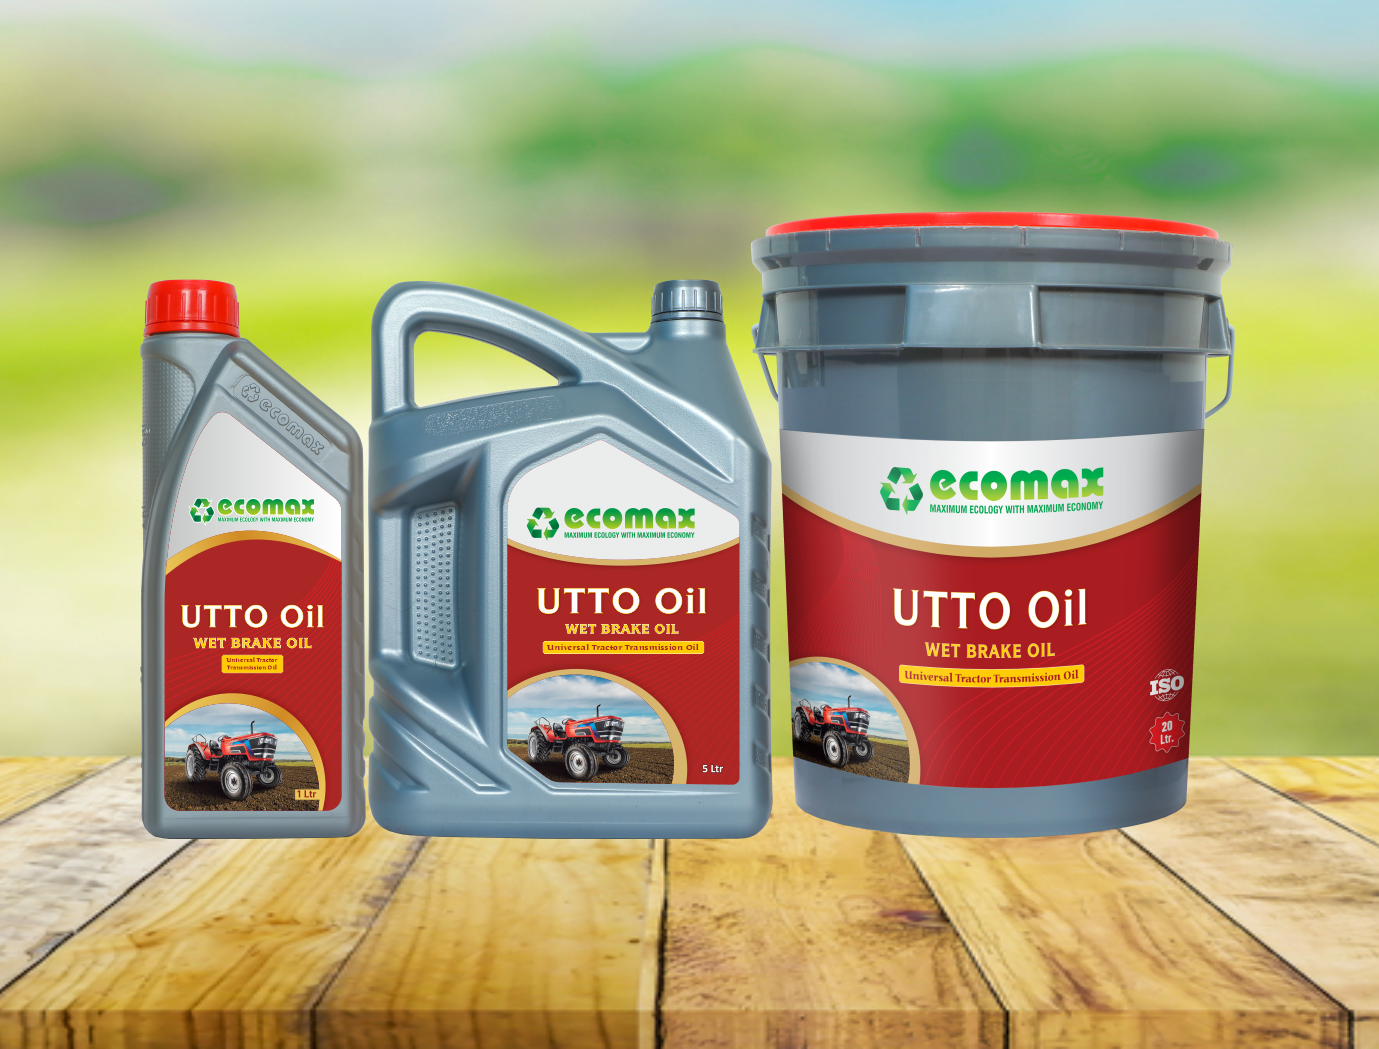 ecomax
ecomax
MAXIMUM ECOLOGY WITH MAXIMUM ECONOMY
UTTO Oil
WET BRAKE OIL
Universal Tractor
Transmission Oil
1 Ltr
ecomax
MAXIMUM ECOLOGY WITH MAXIMUM ECONOMY
UTTO Oil
WET BRAKE OIL
Universal Tractor Transmission Oil
5 Ltr
ecomax
MAXIMUM ECOLOGY WITH MAXIMUM ECONOMY
UTTO Oil
WET BRAKE OIL
Universal Tractor Transmission Oil
ISO
20
Ltr.